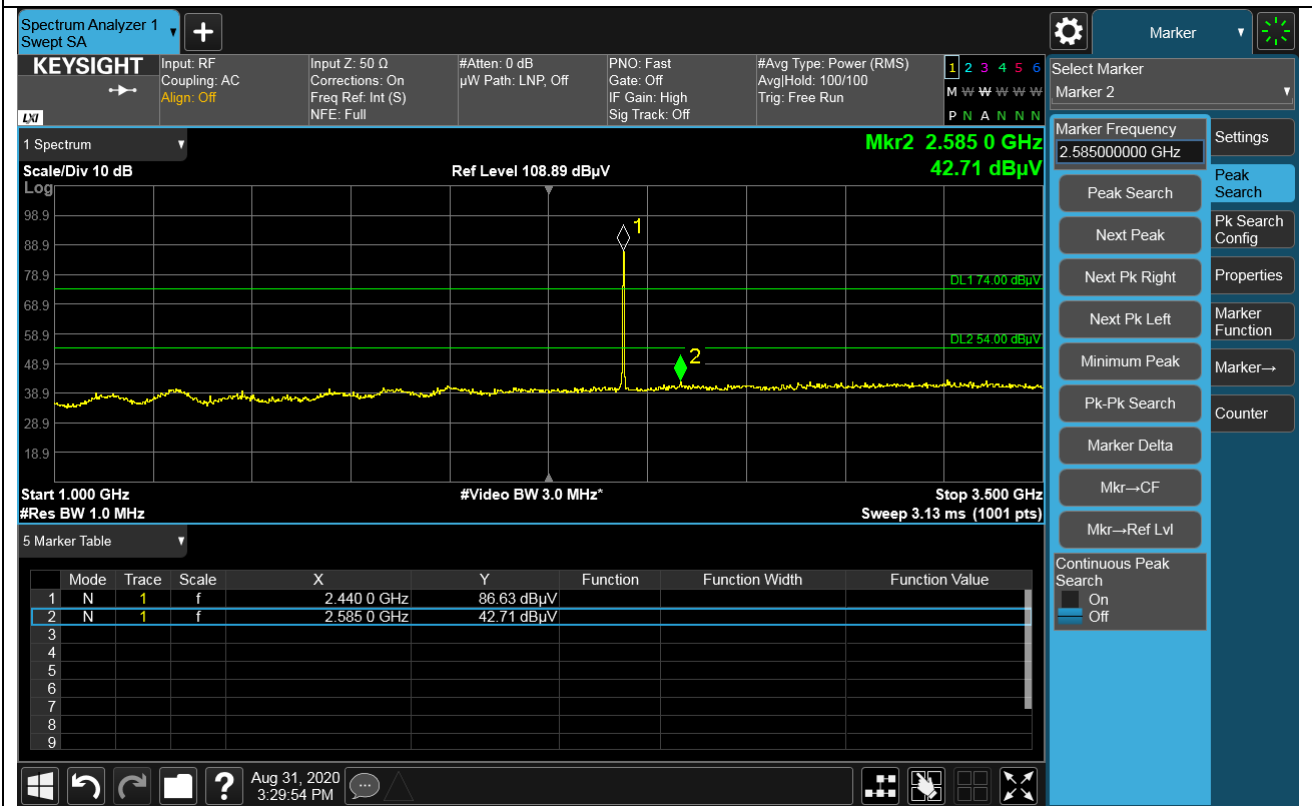 Spectrum Analyzer 1
Swept SA
Marker
KEYSIGHT
LXI
Input: RF
Coupling: AC
Align: Off
Input Z: 50 Ω
Corrections: On
Freq Ref: Int (S)
NFE: Full
#Atten: 0 dB
µW Path: LNP, Off
PNO: Fast
Gate: Off
IF Gain: High
Sig Track: Off
#Avg Type: Power (RMS)
Avg|Hold: 100/100
Trig: Free Run
1 2 3 4 5 6
M W W W W W
P N A N N N
Select Marker
Marker 2
1 Spectrum
Mkr2 2.585 0 GHz
Scale/Div 10 dB
Ref Level 108.89 dBµV
42.71 dBµV
Log
98.9
88.9
78.9
68.9
58.9
48.9
38.9
28.9
18.9
1
DL1 74.00 dBµV
DL2 54.00 dBµV
2
Start 1.000 GHz
#Video BW 3.0 MHz*
Stop 3.500 GHz
#Res BW 1.0 MHz
Sweep 3.13 ms (1001 pts)
Marker Frequency
2.585000000 GHz
Peak Search
Next Peak
Next Pk Right
Next Pk Left
Minimum Peak
Pk-Pk Search
Marker Delta
Mkr→CF
Mkr→Ref Lvl
Continuous Peak
Search
On
Off
Settings
Peak
Search
Pk Search
Config
Properties
Marker
Function
Marker→
Counter
5 Marker Table
Mode Trace Scale X Y Function Function Width Function Value
1 N 1 f 2.440 0 GHz 86.63 dBµV
2 N 1 f 2.585 0 GHz 42.71 dBµV
3
4
5
6
7
8
9
?
Aug 31, 2020
3:29:54 PM